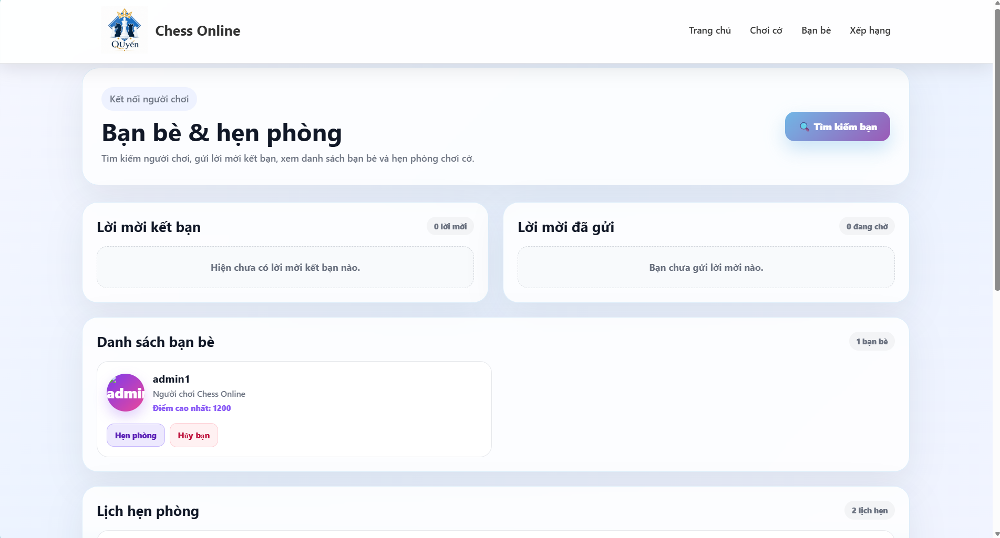 QUyến
Chess Online
Trang chủ
Chơi cờ
Bạn bè
Xếp hạng
Kết nối người chơi
Bạn bè & hẹn phòng
Tìm kiếm người chơi, gửi lời mời kết bạn, xem danh sách bạn bè và hẹn phòng chơi cờ.
🔍 Tìm kiếm bạn
Lời mời kết bạn
0 lời mời
Hiện chưa có lời mời kết bạn nào.
Lời mời đã gửi
0 đang chờ
Bạn chưa gửi lời mời nào.
Danh sách bạn bè
1 bạn bè
admin
admin1
Người chơi Chess Online
Điểm cao nhất: 1200
Hẹn phòng
Hủy bạn
Lịch hẹn phòng
2 lịch hẹn